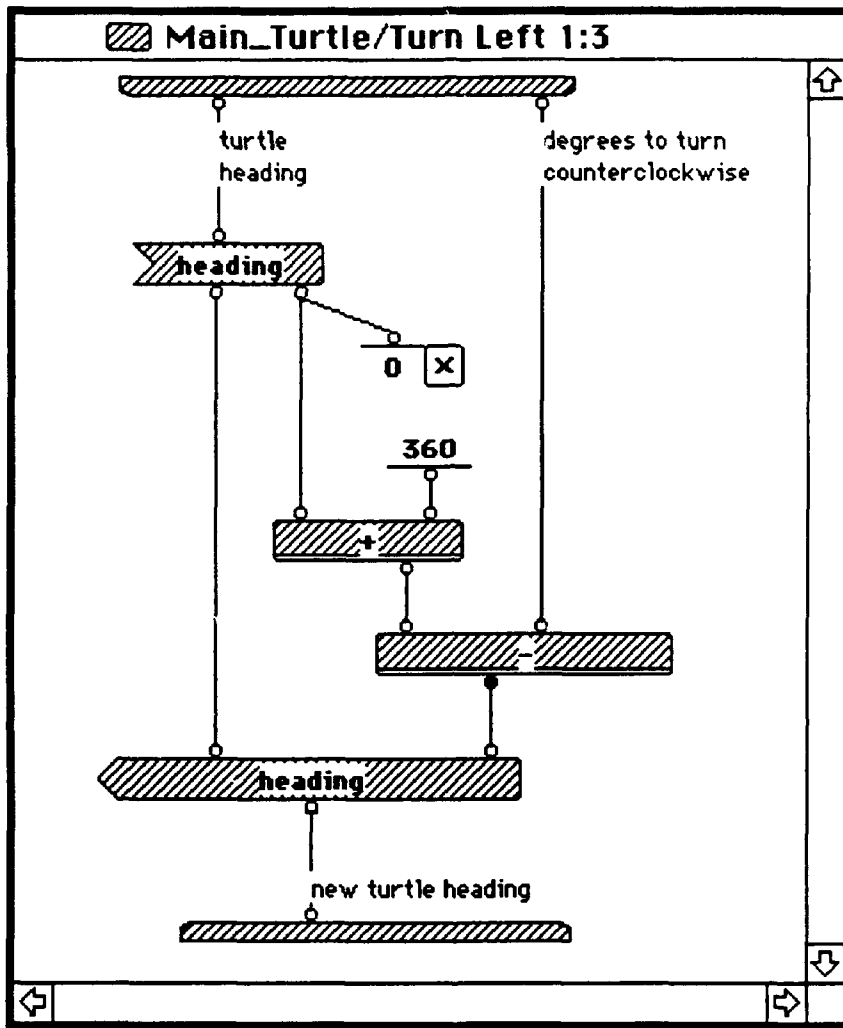 Main_Turtle/Turn Left 1:3
turtle
heading
degrees to turn
counterclockwise
heading
0 ×
360
+
-
heading
new turtle heading